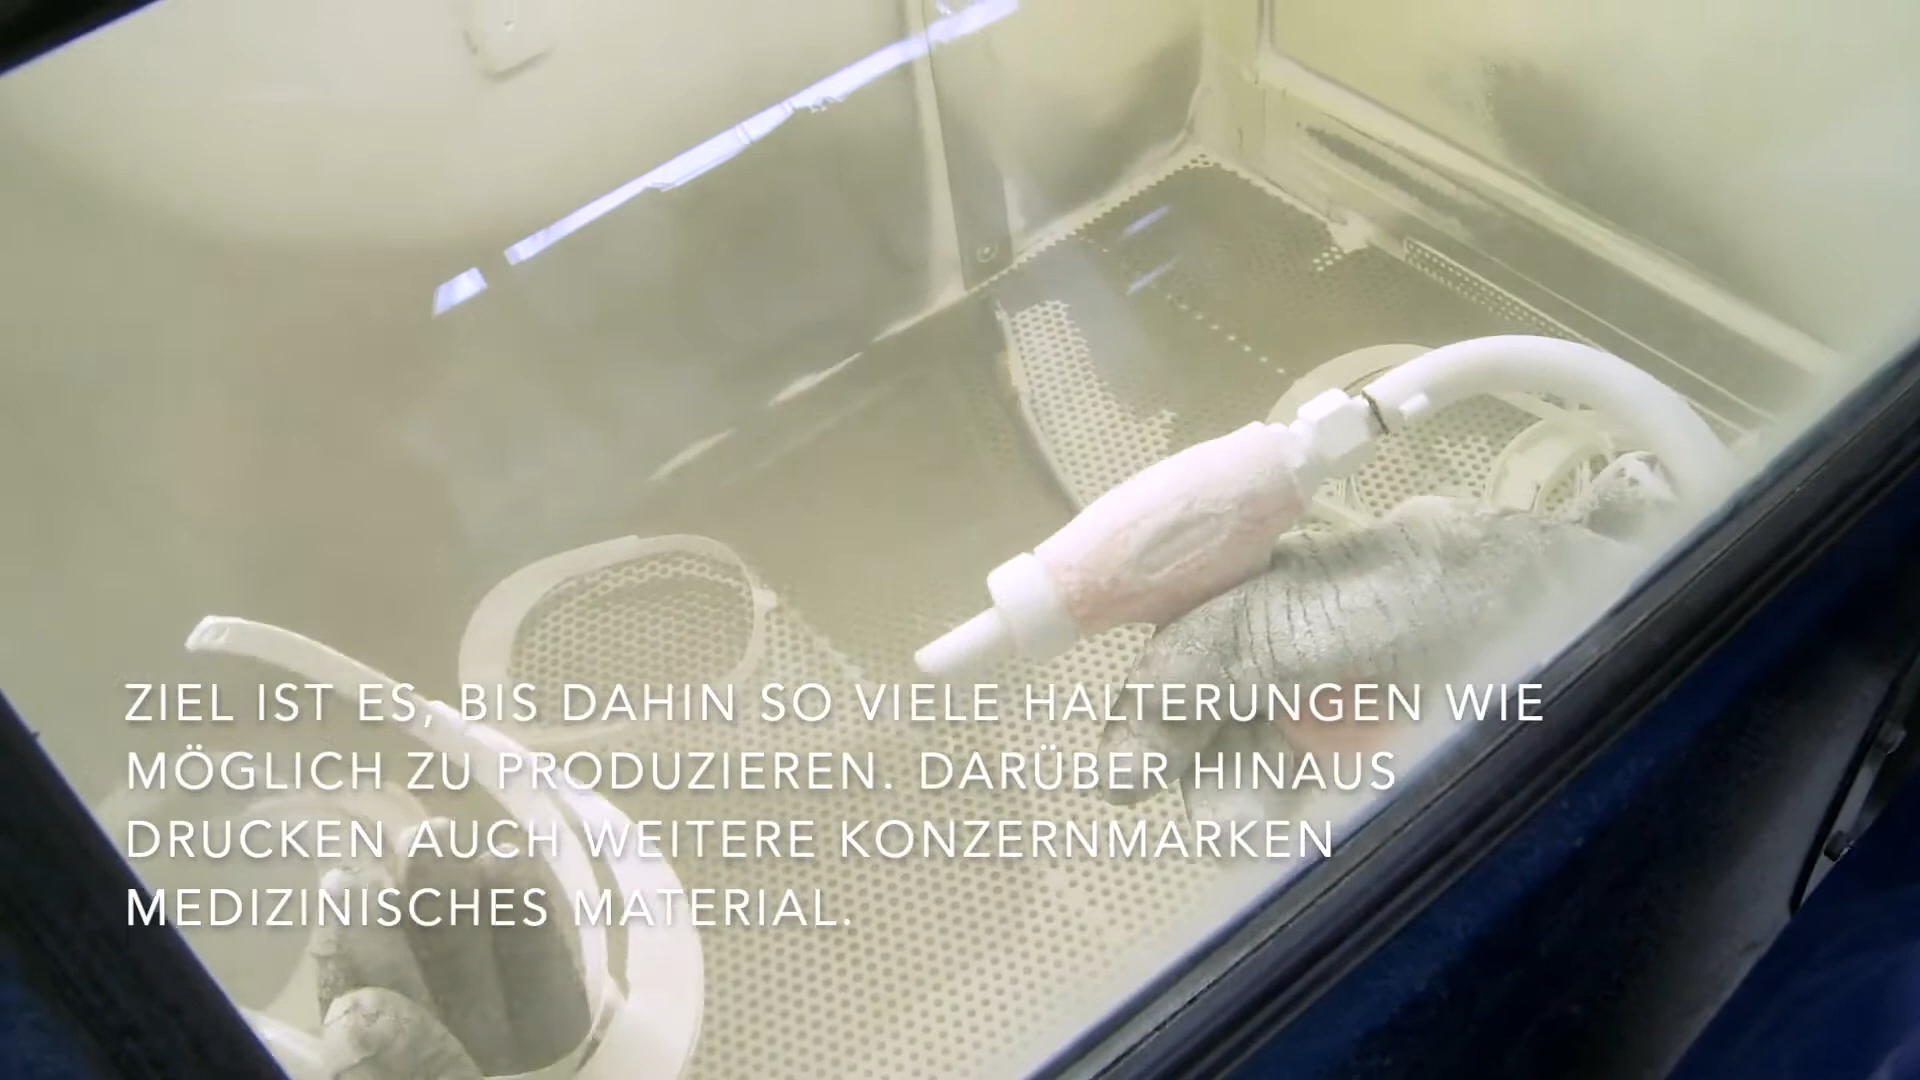 ZIEL IST ES, BIS DAHIN SO VIELE HALTERUNGEN WIE
MÖGLICH ZU PRODUZIEREN. DARÜBER HINAUS
DRUCKEN AUCH WEITERE KONZERNMARKEN
MEDIZINISCHES MATERIAL.